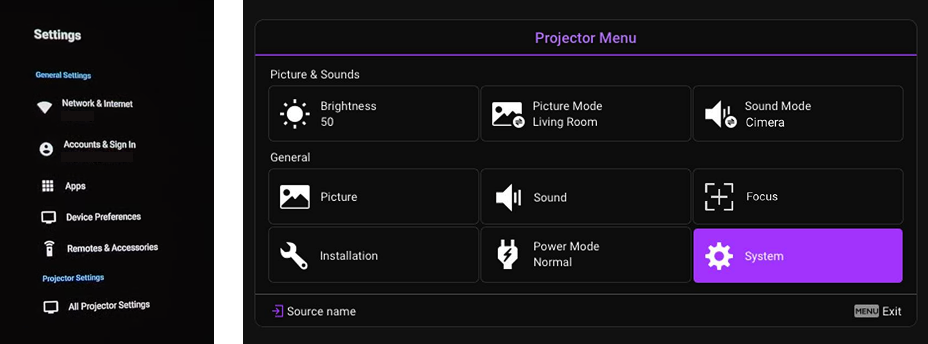 Settings
General Settings
Network & Internet
Accounts & Sign In
Apps
Device Preferences
Remotes & Accessories
Projector Settings
All Projector Settings
Projector Menu
Picture & Sounds
Brightness
50
Picture Mode
Living Room
Sound Mode
Cimera
General
Picture
Sound
Focus
Installation
Power Mode
Normal
System
Source name
MENU Exit